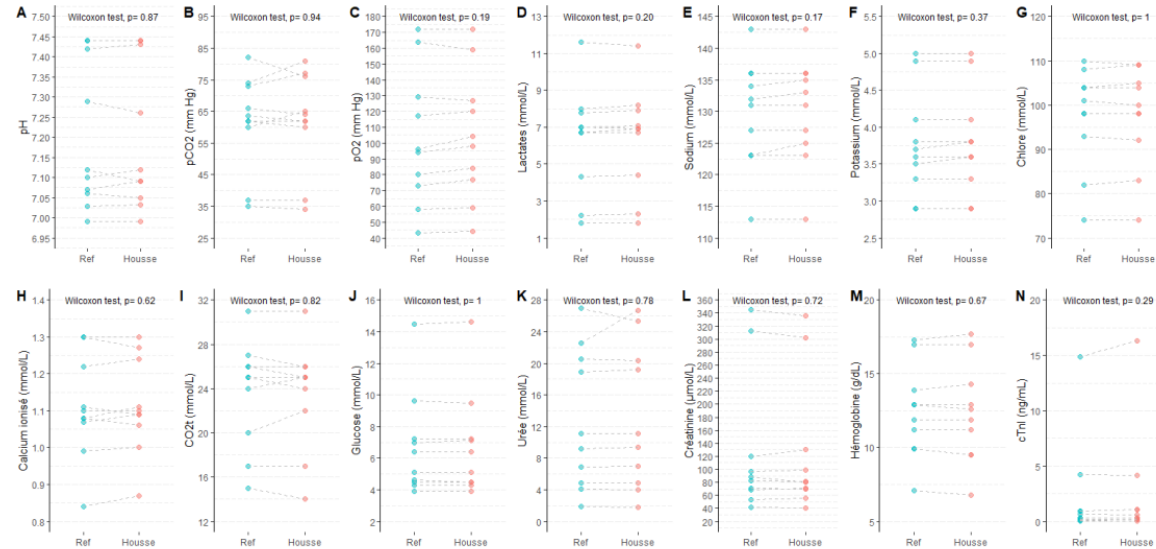 A
Wilcoxon test, p= 0.87
pH
7.45
7.40
7.35
7.30
7.25
7.20
7.15
7.10
7.05
7.00
6.95
Ref Housse
B
Wilcoxon test, p= 0.94
pCO2 (mm Hg)
95
85
75
65
55
45
35
25
Ref Housse
C
Wilcoxon test, p= 0.19
pO2 (mm Hg)
180
160
140
120
100
80
60
40
Ref Housse
D
Wilcoxon test, p= 0.20
Lactates (mmol/L)
13
11
9
7
5
3
1
Ref Housse
E
Wilcoxon test, p= 0.17
Sodium (mmol/L)
145
140
135
130
125
120
115
110
Ref Housse
F
Wilcoxon test, p= 0.37
Potassium (mmol/L)
5.5
5.0
4.5
4.0
3.5
3.0
2.5
Ref Housse
G
Wilcoxon test, p= 1
Chlore (mmol/L)
120
110
100
90
80
70
Ref Housse
H
Wilcoxon test, p= 0.62
Calcium ionisé (mmol/L)
1.4
1.3
1.2
1.1
1.0
0.9
0.8
Ref Housse
I
Wilcoxon test, p= 0.82
CO2t (mmol/L)
32
28
24
20
16
12
Ref Housse
J
Wilcoxon test, p= 1
Glucose (mmol/L)
16
14
12
10
8
6
4
2
Ref Housse
K
Wilcoxon test, p= 0.78
Urée (mmol/L)
28
24
20
16
12
8
4
0
Ref Housse
L
Wilcoxon test, p= 0.72
Créatinine (µmol/L)
360
340
320
300
280
260
240
220
200
180
160
140
120
100
80
60
40
20
Ref Housse
M
Wilcoxon test, p= 0.67
Hémoglobine (g/dL)
20
15
10
5
Ref Housse
N
Wilcoxon test, p= 0.29
cTnI (ng/mL)
20
15
10
5
0
Ref Housse